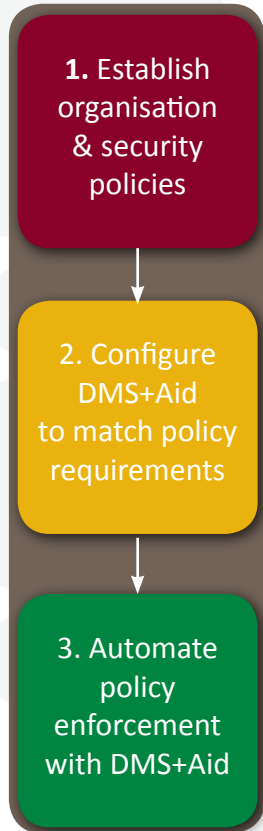 1. Establish
organisation
& security
policies
2. Configure
DMS+Aid
to match policy
requirements
3. Automate
policy
enforcement
with DMS+Aid